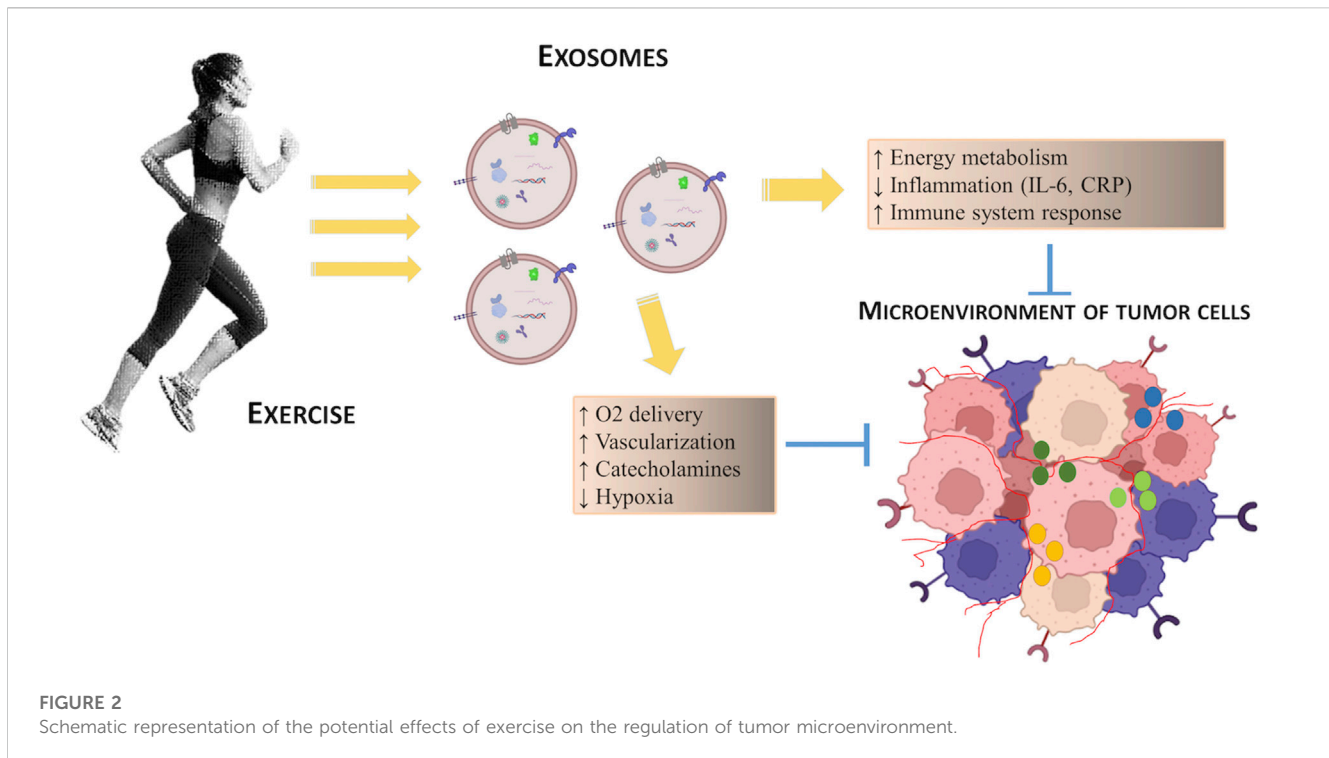 EXOSOMES
↑ Energy metabolism
↓ Inflammation (IL-6, CRP)
↑ Immune system response
MICROENVIRONMENT OF TUMOR CELLS
EXERCISE
↑ O2 delivery
↑ Vascularization
↑ Catecholamines
↓ Hypoxia
FIGURE 2
Schematic representation of the potential effects of exercise on the regulation of tumor microenvironment.